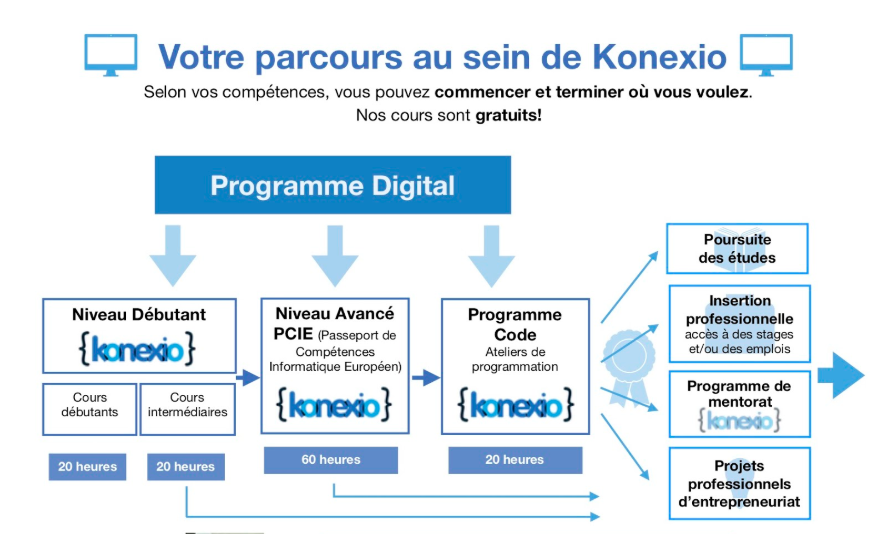 Votre parcours au sein de Konexio
Selon vos compétences, vous pouvez commencer et terminer où vous voulez.
Nos cours sont gratuits!
Programme Digital
Niveau Débutant
{konexio}
Cours
débutants
Cours
intermédiaires
20 heures
20 heures
Niveau Avancé
PCIE (Passeport de
Compétences
Informatique Européen)
{konexio}
60 heures
Programme
Code
Ateliers de
programmation
{konexio}
20 heures
Poursuite
des études
Insertion
professionnelle
accès à des stages
et/ou des emplois
Programme de
mentorat
{konexio}
Projets
professionnels
d'entrepreneuriat